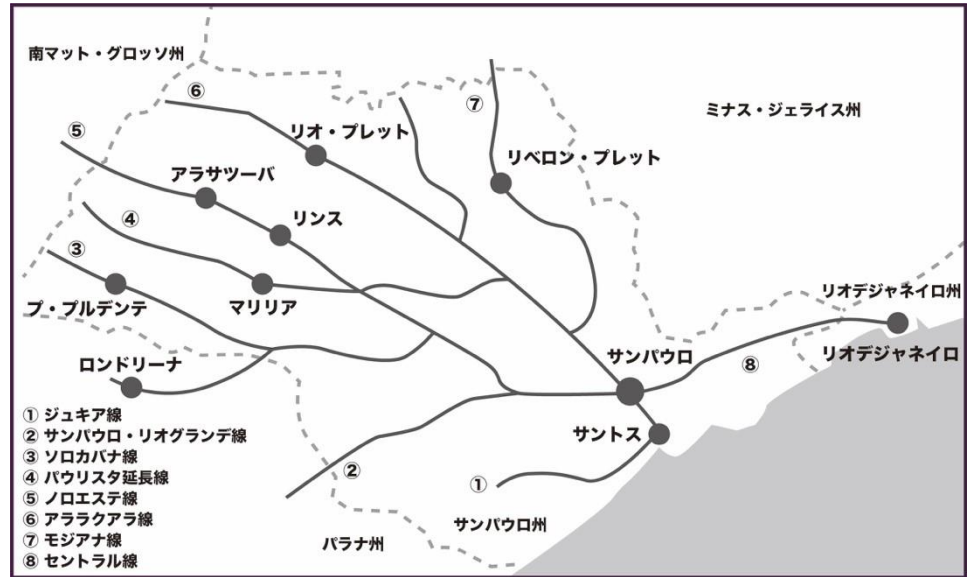 南マット・グロッソ州
⑥
⑦
ミナス・ジェライス州
⑤
リオ・プレット
リベロン・プレット
アラサツーバ
④
リンス
③
プ・プルデンテ
マリリア
リオデジャネイロ州
サンパウロ
リオデジャネイロ
ロンドリーナ
⑧
サントス
②
①
サンパウロ州
パラナ州
① ジュキア線
② サンパウロ・リオグランデ線
③ ソロカバナ線
④ パウリスタ延長線
⑤ ノロエステ線
⑥ アララクアラ線
⑦ モジアナ線
⑧ セントラル線